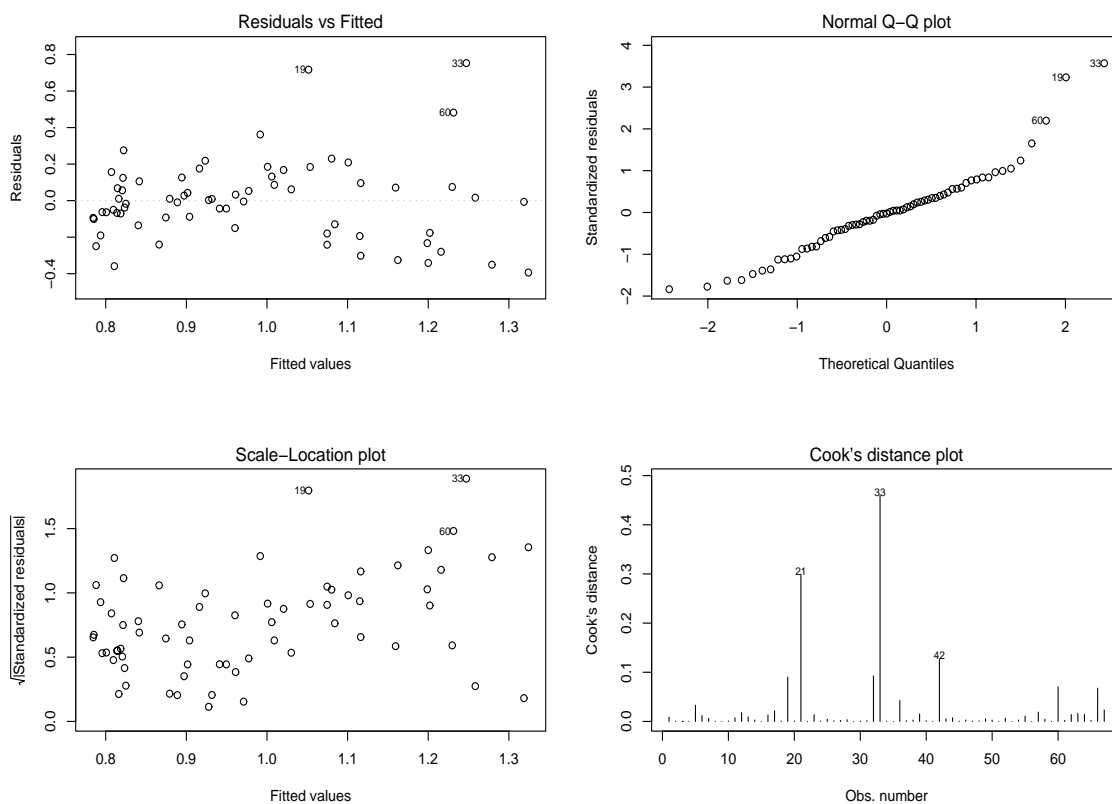 Residuals vs Fitted
Residuals
0.8
0.4
0.0
−0.4
19
33
60
0.8 0.9 1.0 1.1 1.2 1.3
Fitted values
Normal Q−Q plot
Standardized residuals
4
3
2
1
0
−1
−2
33
19
60
−2 −1 0 1 2
Theoretical Quantiles
Scale−Location plot
√|Standardized residuals|
1.5
1.0
0.5
0.0
33
19
60
0.8 0.9 1.0 1.1 1.2 1.3
Fitted values
Cook's distance plot
Cook's distance
0.5
0.4
0.3
0.2
0.1
0.0
33
21
42
0 10 20 30 40 50 60
Obs. number